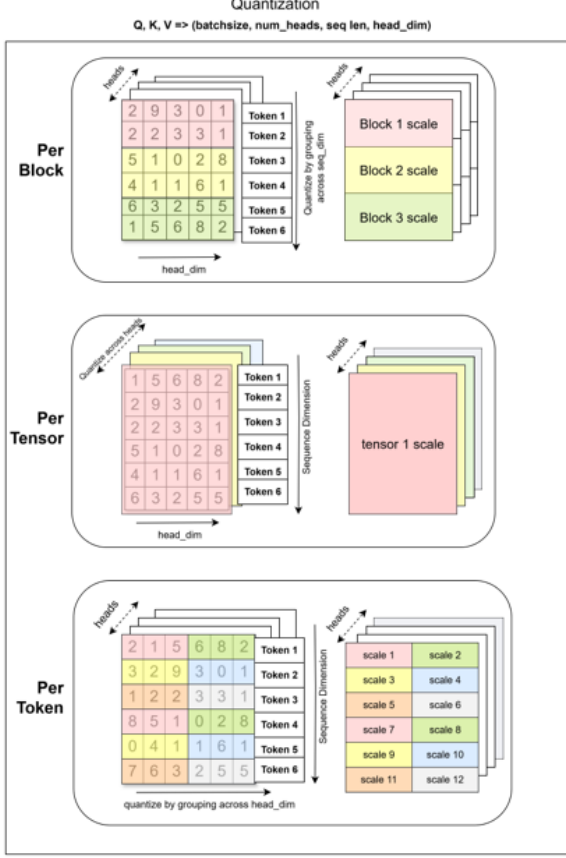 Quantization
Q, K, V => (batchsize, num_heads, seq len, head_dim)
Per
Block
heads
2 9 3 0 1
2 2 3 3 1
5 1 0 2 8
4 1 1 6 1
6 3 2 5 5
1 5 6 8 2
Token 1
Token 2
Token 3
Token 4
Token 5
Token 6
head_dim
Quantize by grouping
across seq_dim
heads
Block 1 scale
Block 2 scale
Block 3 scale
Per
Tensor
Quantize across heads
1 5 6 8 2
2 9 3 0 1
2 2 3 3 1
5 1 0 2 8
4 1 1 6 1
6 3 2 5 5
Token 1
Token 2
Token 3
Token 4
Token 5
Token 6
head_dim
Sequence Dimension
heads
tensor 1 scale
Per
Token
heads
2 1 5 6 8 2
3 2 9 3 0 1
1 2 2 3 3 1
8 5 1 0 2 8
0 4 1 1 6 1
7 6 3 2 5 5
Token 1
Token 2
Token 3
Token 4
Token 5
Token 6
quantize by grouping across head_dim
Sequence Dimension
heads
scale 1 scale 2
scale 3 scale 4
scale 5 scale 6
scale 7 scale 8
scale 9 scale 10
scale 11 scale 12